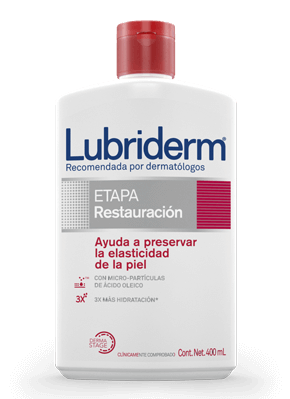 Lubriderm®
Recomendada por dermatólogos
ETAPA
Restauración
Ayuda a preservar
la elasticidad
de la piel
CON MICRO-PARTÍCULAS
DE ÁCIDO OLEICO
3X
3X MÁS HIDRATACIÓN*
DERMA
STAGE
CLÍNICAMENTE COMPROBADO
Cont. Net. 400 mL